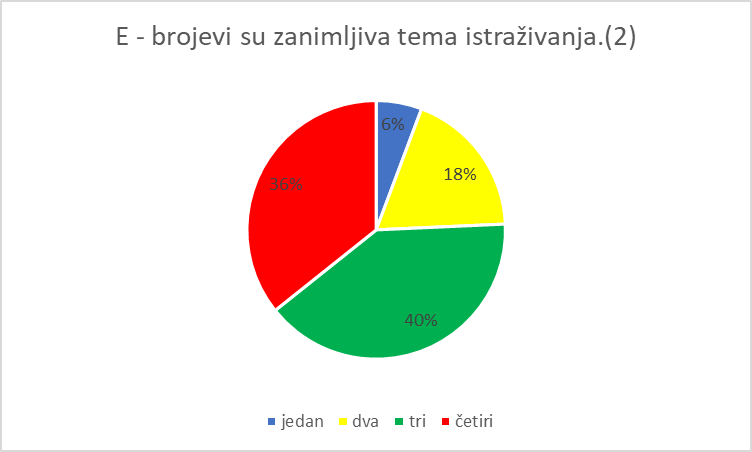 E - brojevi su zanimljiva tema istraživanja.(2)
6%
18%
36%
40%
jedan dva tri četiri